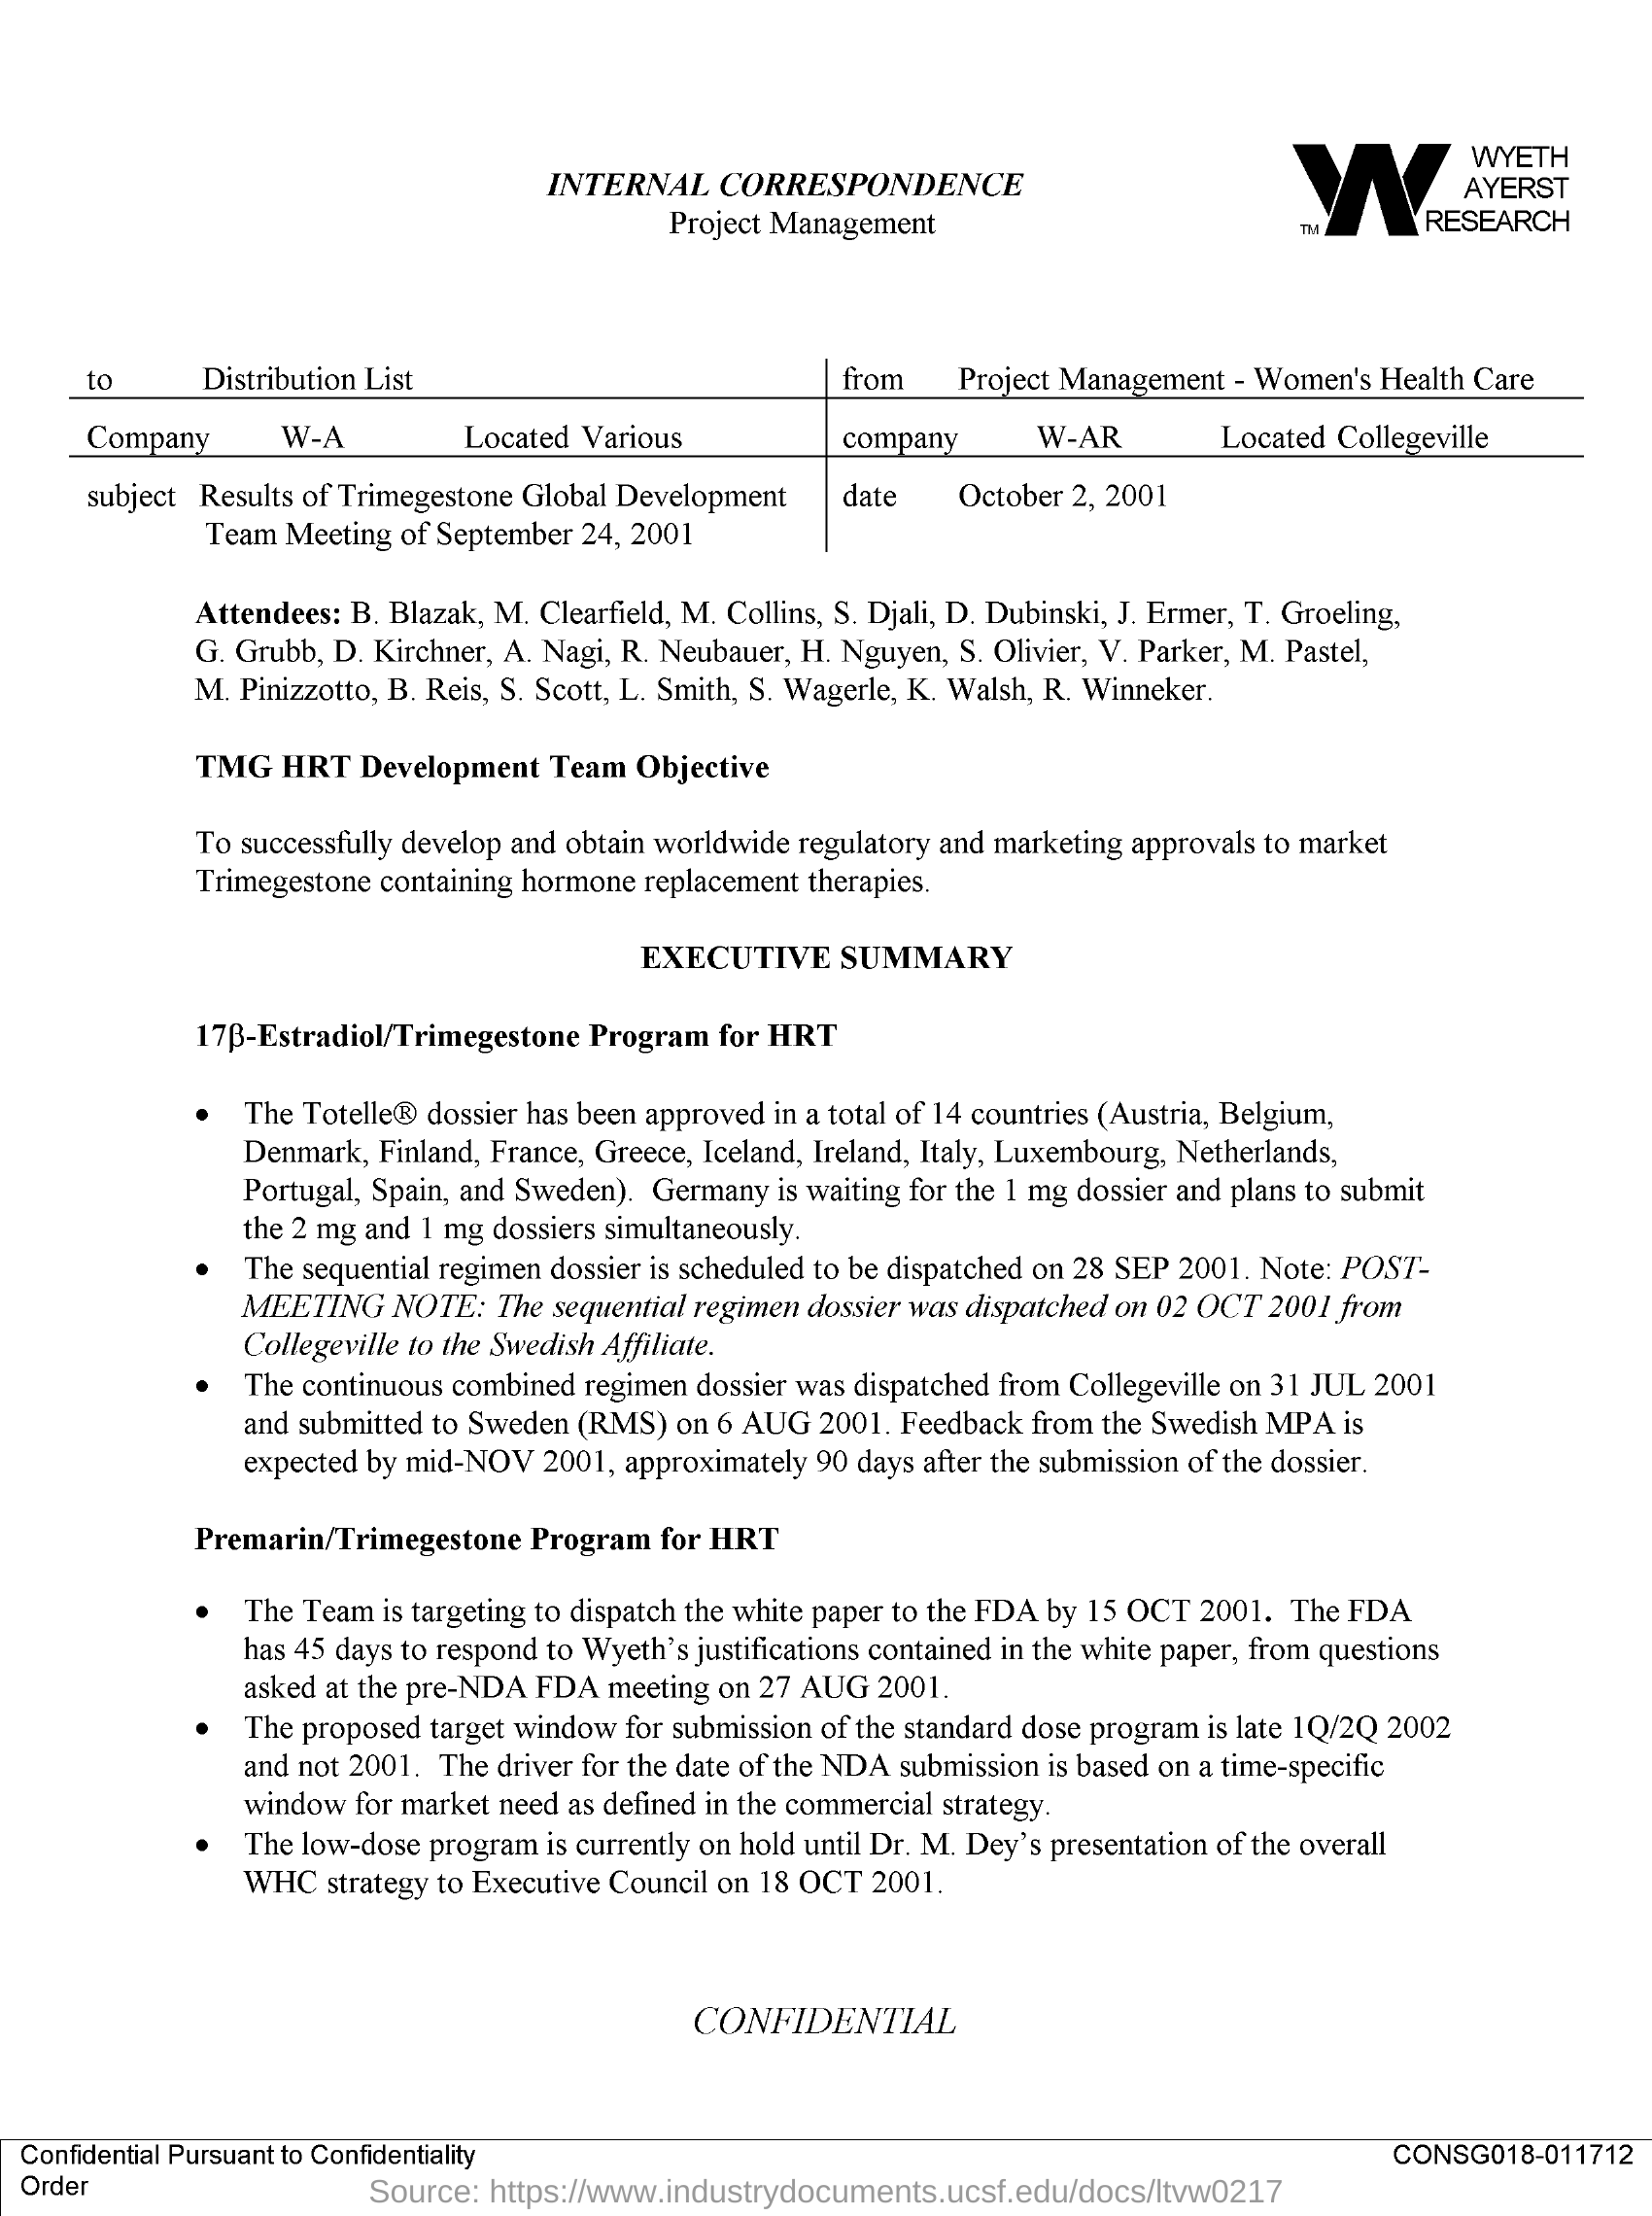 INTERNAL CORRESPONDENCE
Project Management
WYETH
AYERST
RESEARCH
TM
to Distribution List
from Project Management - Women's Health Care
Company W-A Located Various
company W-AR Located Collegeville
subject Results of Trimegestone Global Development
Team Meeting of September 24, 2001
date October 2, 2001
Attendees: B. Blazak, M. Clearfield, M. Collins, S. Djali, D. Dubinski, J. Ermer, T. Groeling,
G. Grubb, D. Kirchner, A. Nagi, R. Neubauer, H. Nguyen, S. Olivier, V. Parker, M. Pastel,
M. Pinizzotto, B. Reis, S. Scott, L. Smith, S. Wagerle, K. Walsh, R. Winneker.
TMG HRT Development Team Objective
To successfully develop and obtain worldwide regulatory and marketing approvals to market
Trimegestone containing hormone replacement therapies.
EXECUTIVE SUMMARY
17β-Estradiol/Trimegestone Program for HRT
• The Totelle® dossier has been approved in a total of 14 countries (Austria, Belgium,
Denmark, Finland, France, Greece, Iceland, Ireland, Italy, Luxembourg, Netherlands,
Portugal, Spain, and Sweden). Germany is waiting for the 1 mg dossier and plans to submit
the 2 mg and 1 mg dossiers simultaneously.
• The sequential regimen dossier is scheduled to be dispatched on 28 SEP 2001. Note: POST-
MEETING NOTE: The sequential regimen dossier was dispatched on 02 OCT 2001 from
Collegeville to the Swedish Affiliate.
• The continuous combined regimen dossier was dispatched from Collegeville on 31 JUL 2001
and submitted to Sweden (RMS) on 6 AUG 2001. Feedback from the Swedish MPA is
expected by mid-NOV 2001, approximately 90 days after the submission of the dossier.
Premarin/Trimegestone Program for HRT
• The Team is targeting to dispatch the white paper to the FDA by 15 OCT 2001. The FDA
has 45 days to respond to Wyeth's justifications contained in the white paper, from questions
asked at the pre-NDA FDA meeting on 27 AUG 2001.
• The proposed target window for submission of the standard dose program is late 1Q/2Q 2002
and not 2001. The driver for the date of the NDA submission is based on a time-specific
window for market need as defined in the commercial strategy.
• The low-dose program is currently on hold until Dr. M. Dey's presentation of the overall
WHC strategy to Executive Council on 18 OCT 2001.
CONFIDENTIAL
Confidential Pursuant to Confidentiality
Order
CONSG018-011712
Source: https://www.industrydocuments.ucsf.edu/docs/ltvw0217